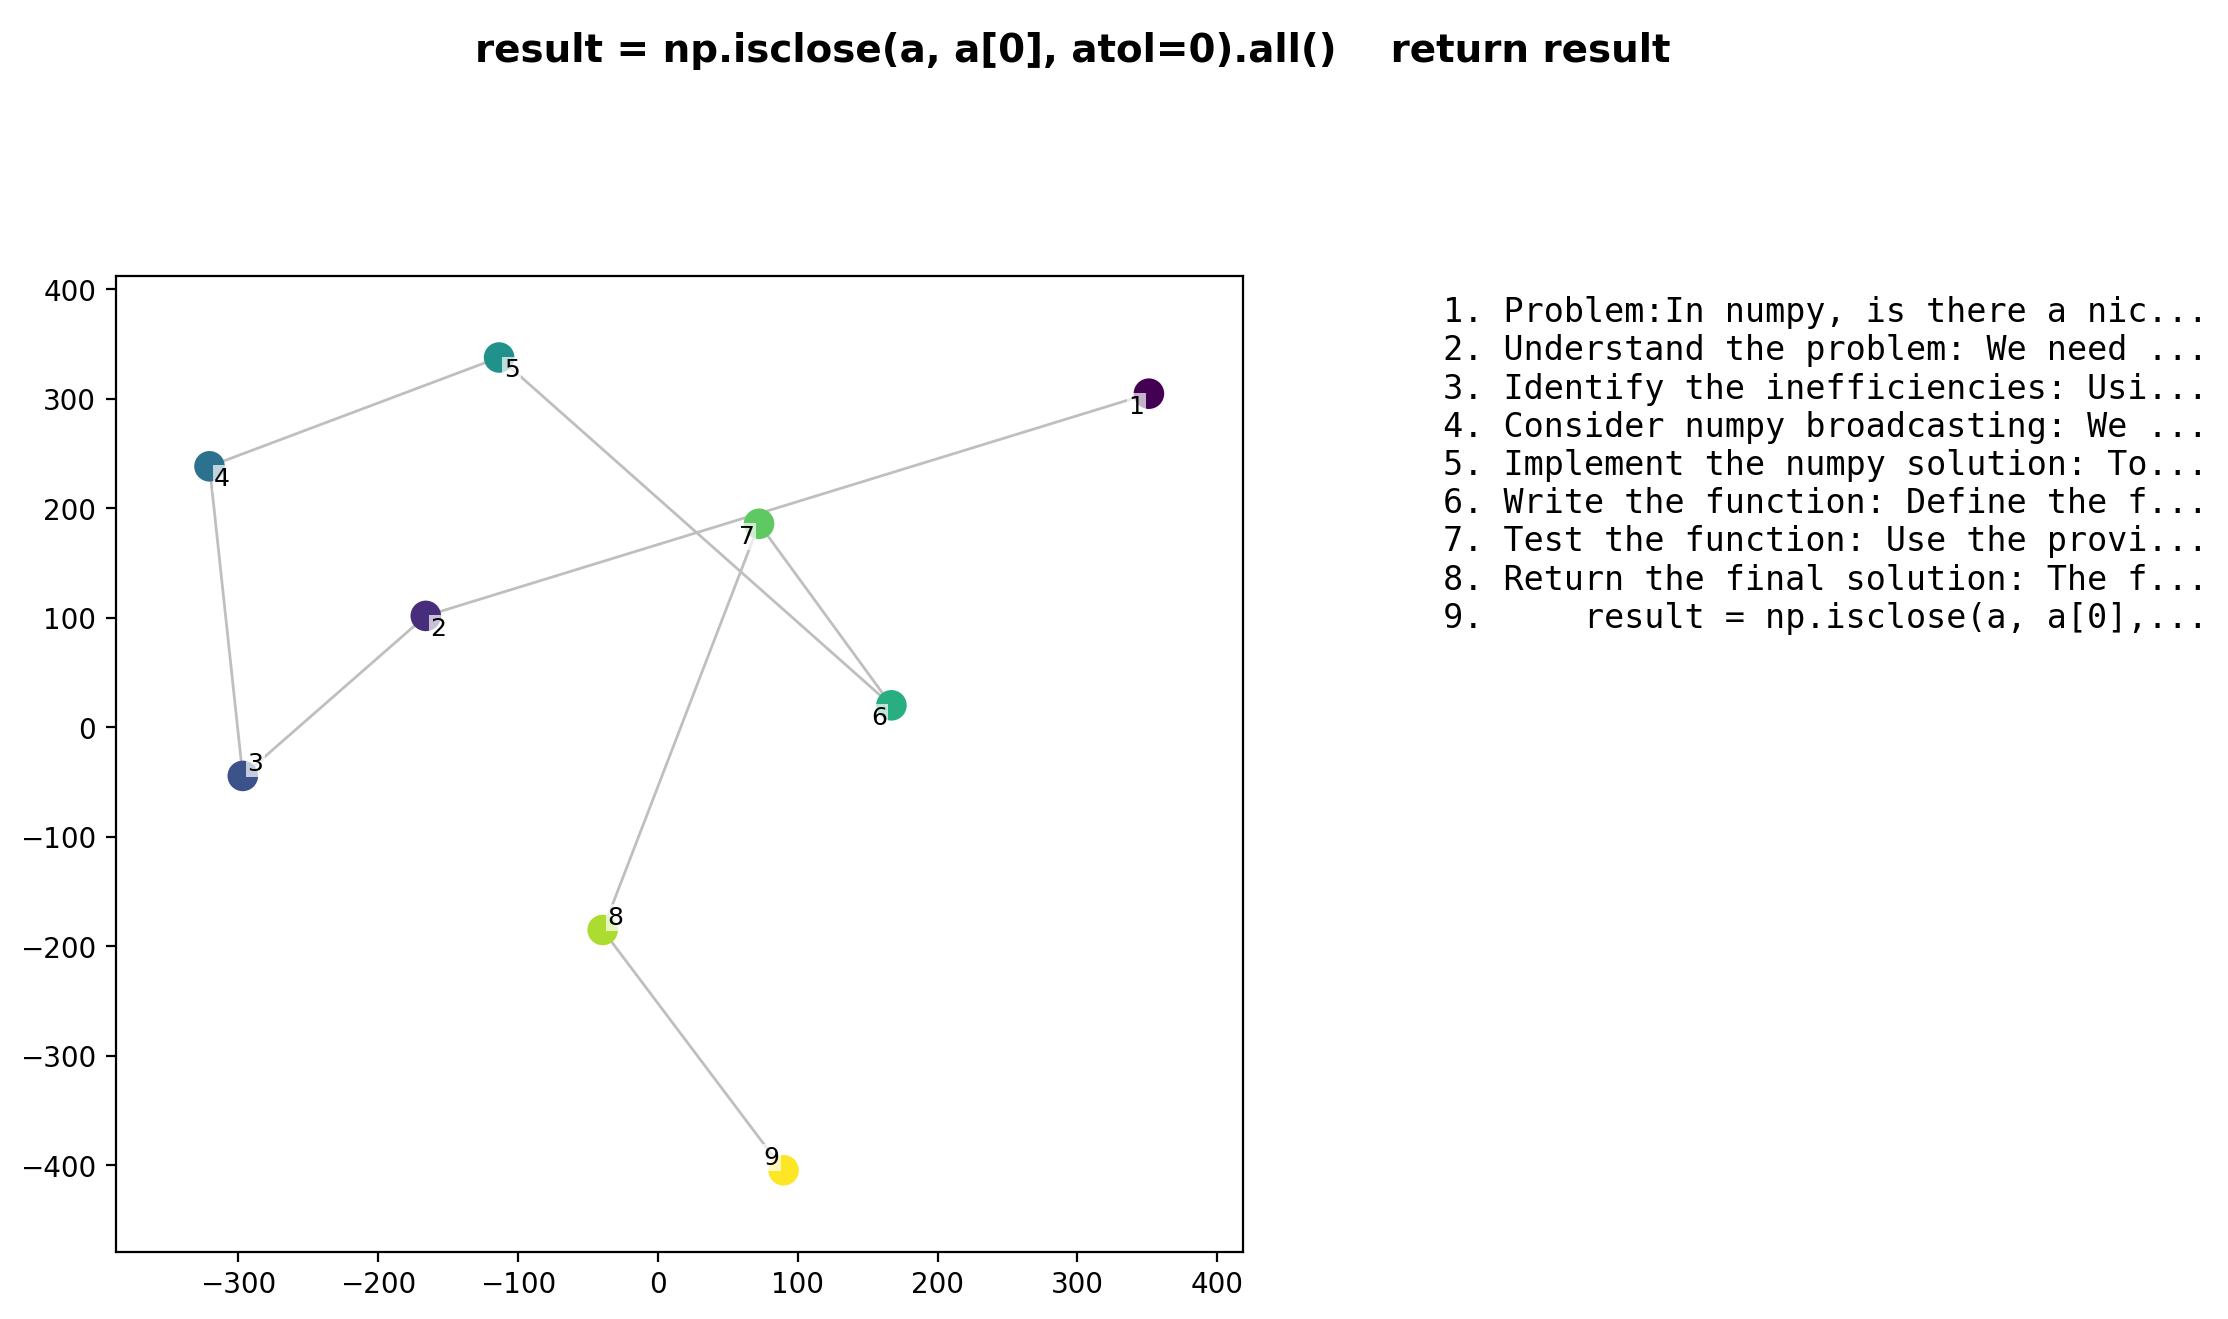 result = np.isclose(a, a[0], atol=0).all()    return result
400
300
200
100
0
−100
−200
−300
−400
−300
−200
−100
0
100
200
300
400
1
2
3
4
5
6
7
8
9
1. Problem:In numpy, is there a nic...
2. Understand the problem: We need ...
3. Identify the inefficiencies: Usi...
4. Consider numpy broadcasting: We ...
5. Implement the numpy solution: To...
6. Write the function: Define the f...
7. Test the function: Use the provi...
8. Return the final solution: The f...
9.     result = np.isclose(a, a[0],...